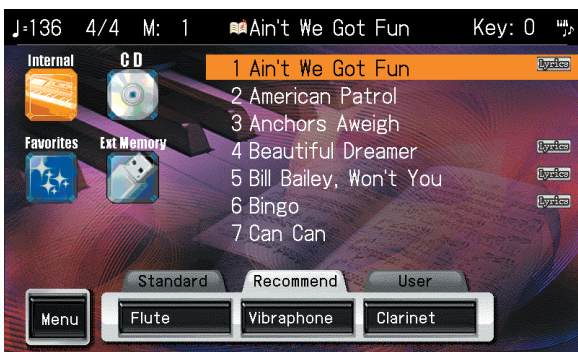 ♩=136 4/4 M: 1 Ain't We Got Fun Key: 0
Internal CD
1 Ain't We Got Fun Lyrics
2 American Patrol
3 Anchors Aweigh
Favorites Ext Memory
4 Beautiful Dreamer Lyrics
5 Bill Bailey, Won't You Lyrics
6 Bingo Lyrics
7 Can Can
Standard Recommend User
Menu Flute Vibraphone Clarinet